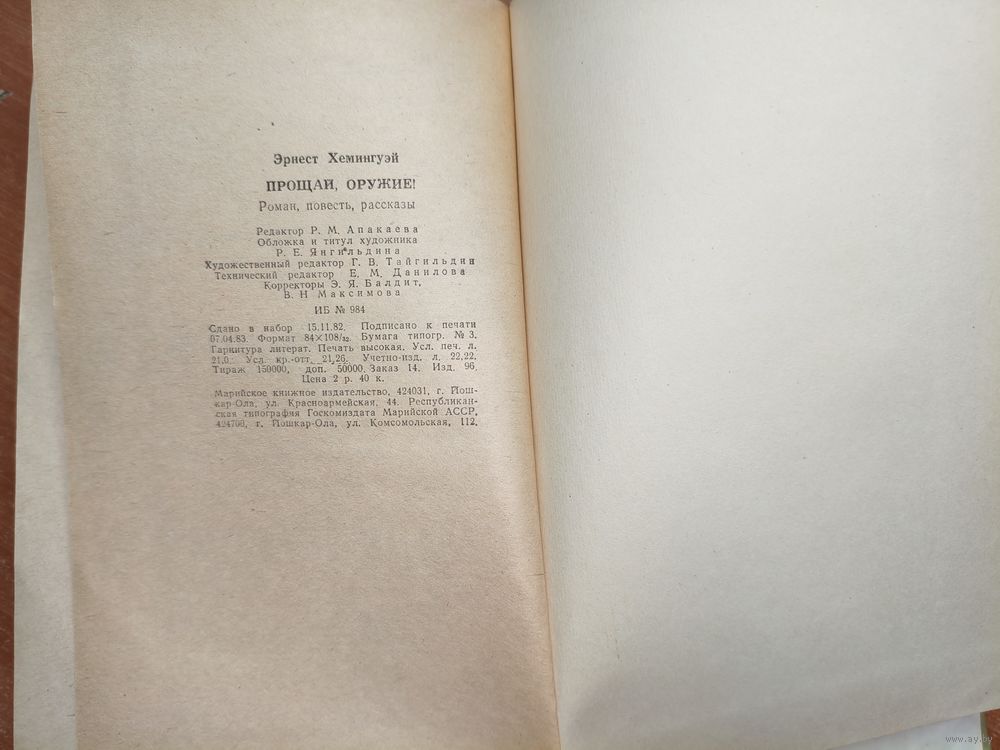 Эрнест Хемингуэй
ПРОЩАЙ, ОРУЖИЕ!
Роман, повесть, рассказы
Редактор Р. М. Апакаева
Обложка и титул художника
Р. Е. Янгильдина
Художественный редактор Г. В. Тайгильдин
Технический редактор Е. М. Данилова
Корректоры Э. Я. Балдит,
В. Н Максимова
ИБ № 984
Сдано в набор 15.11.82. Подписано к печати
07.04.83. Формат 84×108/32. Бумага типогр. № 3.
Гарнитура литерат. Печать высокая. Усл. печ. л.
21,0. Усл. кр.-отт. 21,26. Учетно-изд. л. 22,22.
Тираж 150000, доп. 50000. Заказ 14. Изд. 96.
Цена 2 р. 40 к.
Марийское книжное издательство, 424031, г. Йош-
кар-Ола, ул. Красноармейская, 44. Республикан-
ская типография Госкомиздата Марийской АССР,
424700, г. Йошкар-Ола, ул. Комсомольская, 112.
www.ay.by